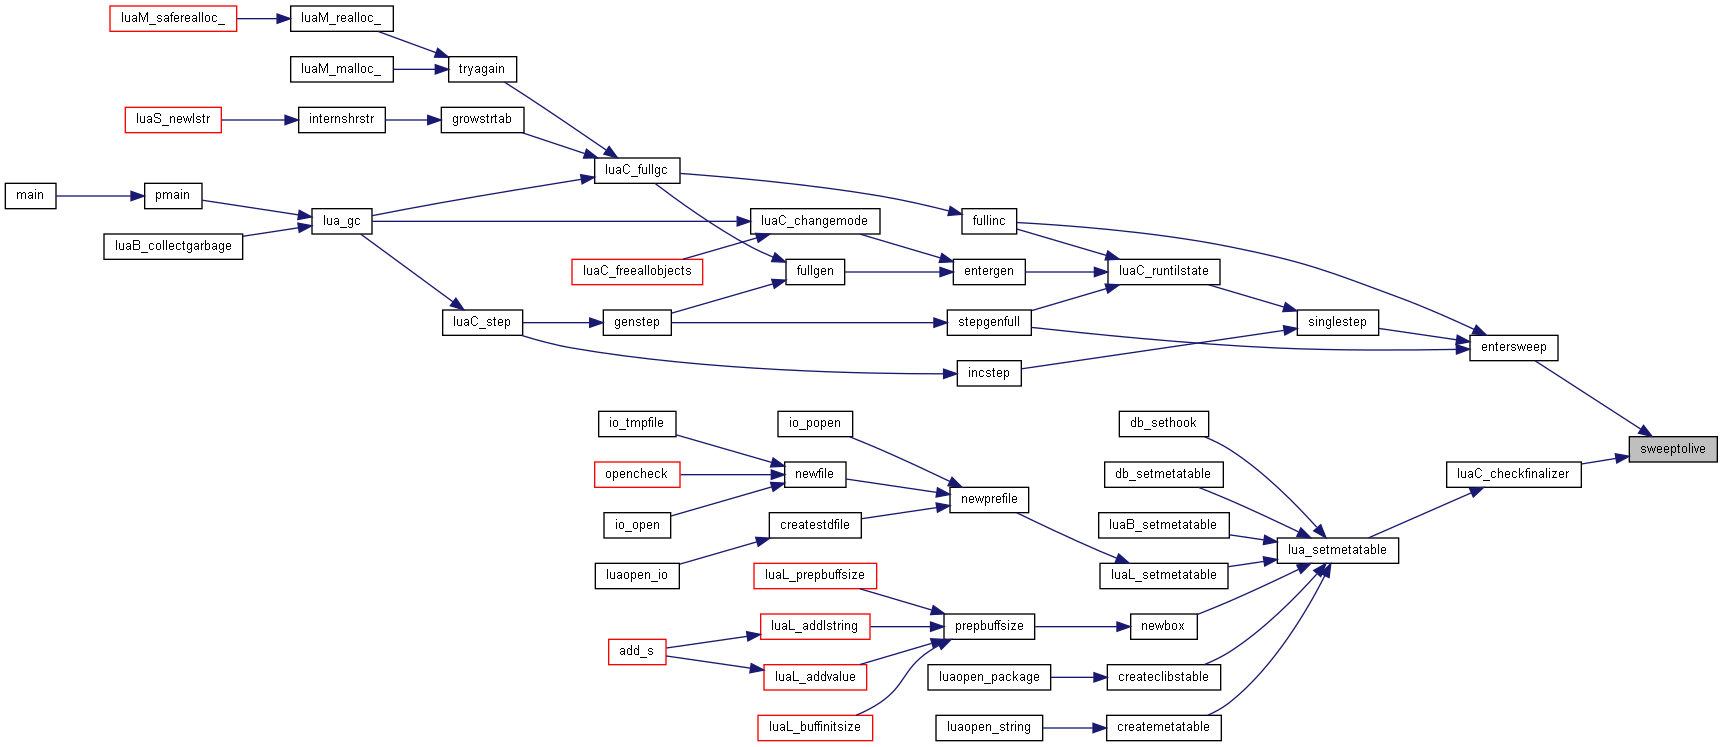 luaM_saferealloc_
luaM_realloc_
luaM_malloc_
tryagain
luaS_newlstr
internshrstr
growstrtab
luaC_fullgc
main
pmain
lua_gc
luaC_changemode
fullinc
luaB_collectgarbage
luaC_freeallobjects
fullgen
entergen
luaC_runtilstate
luaC_step
genstep
stepgenfull
singlestep
entersweep
incstep
io_tmpfile
io_popen
db_sethook
sweeptolive
opencheck
newfile
db_setmetatable
luaC_checkfinalizer
newprefile
io_open
createstdfile
luaB_setmetatable
lua_setmetatable
luaopen_io
luaL_prepbuffsize
luaL_setmetatable
luaL_addlstring
prepbuffsize
newbox
add_s
luaL_addvalue
luaopen_package
createclibstable
luaL_buffinitsize
luaopen_string
createmetatable